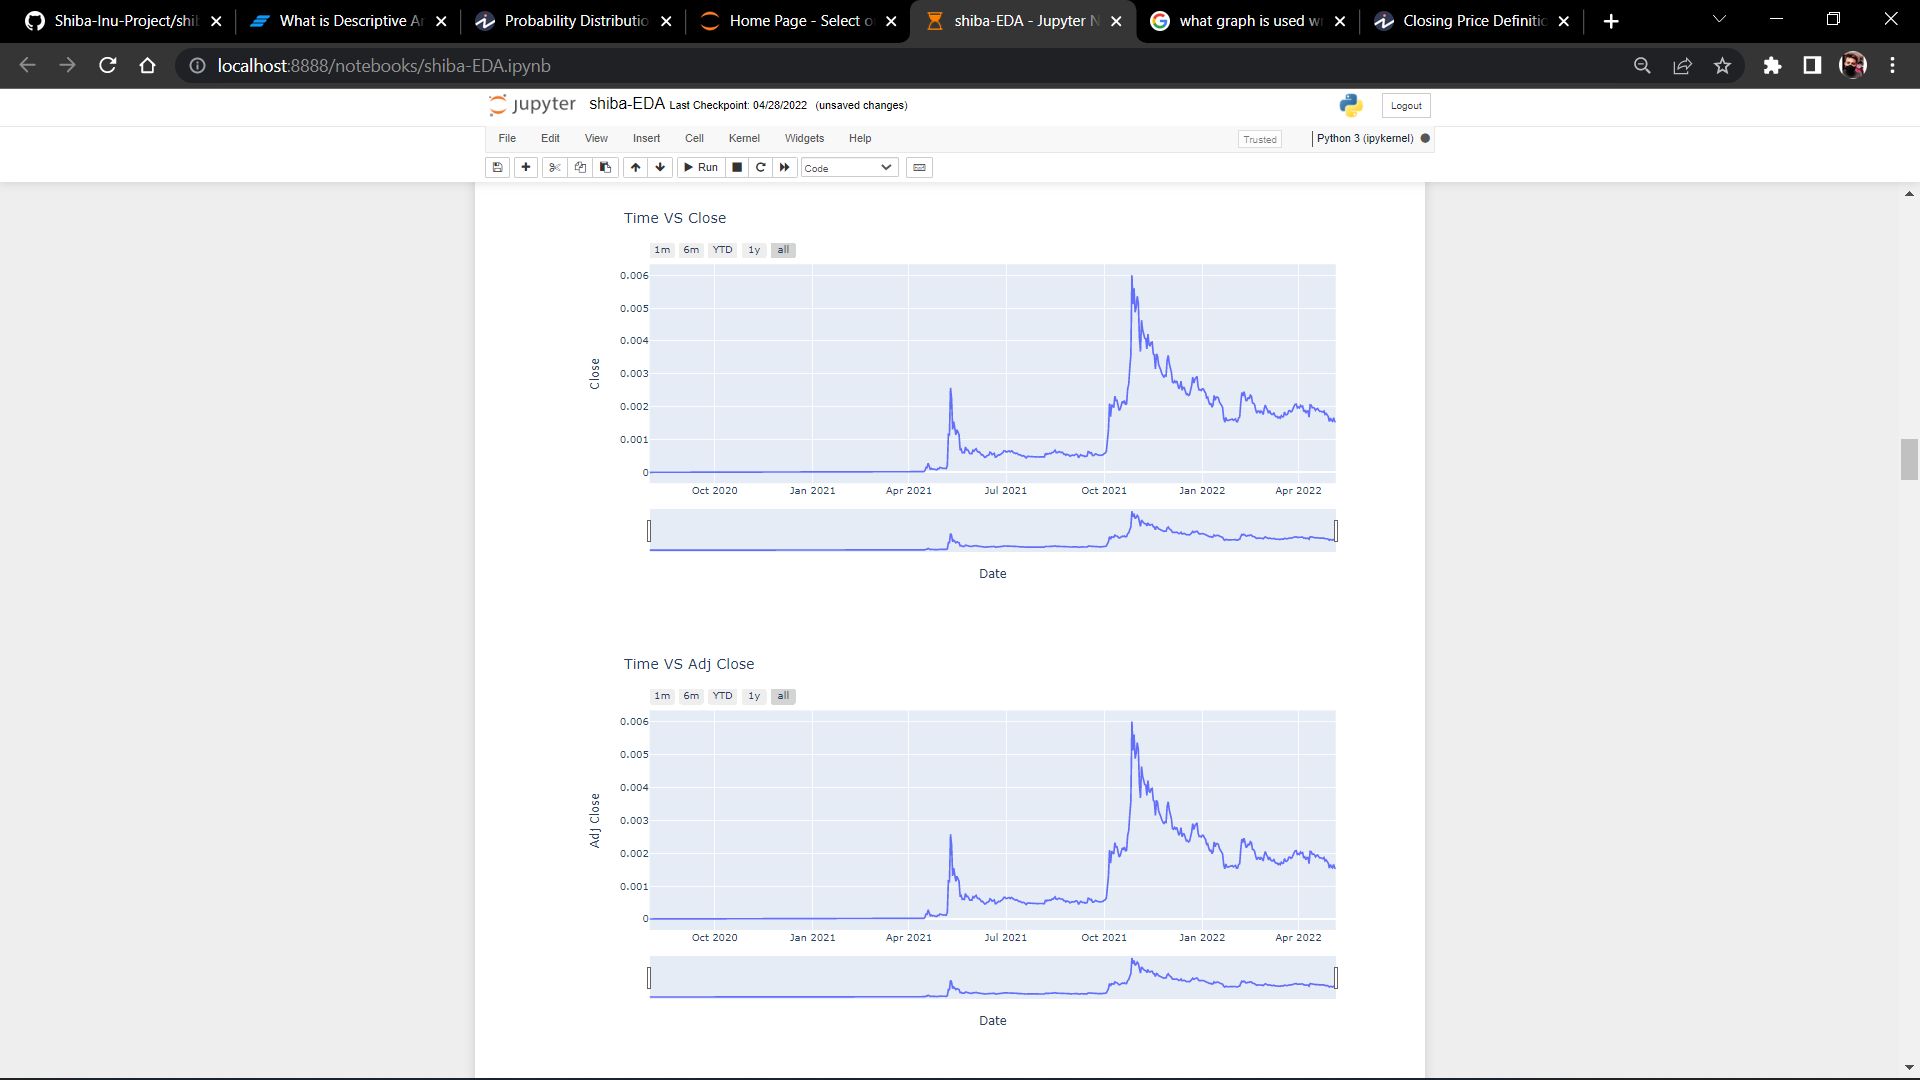 Shiba-Inu-Project/shi
What is Descriptive A
Probability Distributio
Home Page - Select o
shiba-EDA - Jupyter N
what graph is used w
Closing Price Definitio
localhost:8888/notebooks/shiba-EDA.ipynb
jupyter shiba-EDA Last Checkpoint: 04/28/2022 (unsaved changes)
Logout
File Edit View Insert Cell Kernel Widgets Help
Trusted
Python 3 (ipykernel)
Run
Code
Time VS Close
1m 6m YTD 1y all
0.006
0.005
0.004
0.003
0.002
0.001
0
Close
Oct 2020 Jan 2021 Apr 2021 Jul 2021 Oct 2021 Jan 2022 Apr 2022
Date
Time VS Adj Close
1m 6m YTD 1y all
0.006
0.005
0.004
0.003
0.002
0.001
0
Adj Close
Oct 2020 Jan 2021 Apr 2021 Jul 2021 Oct 2021 Jan 2022 Apr 2022
Date